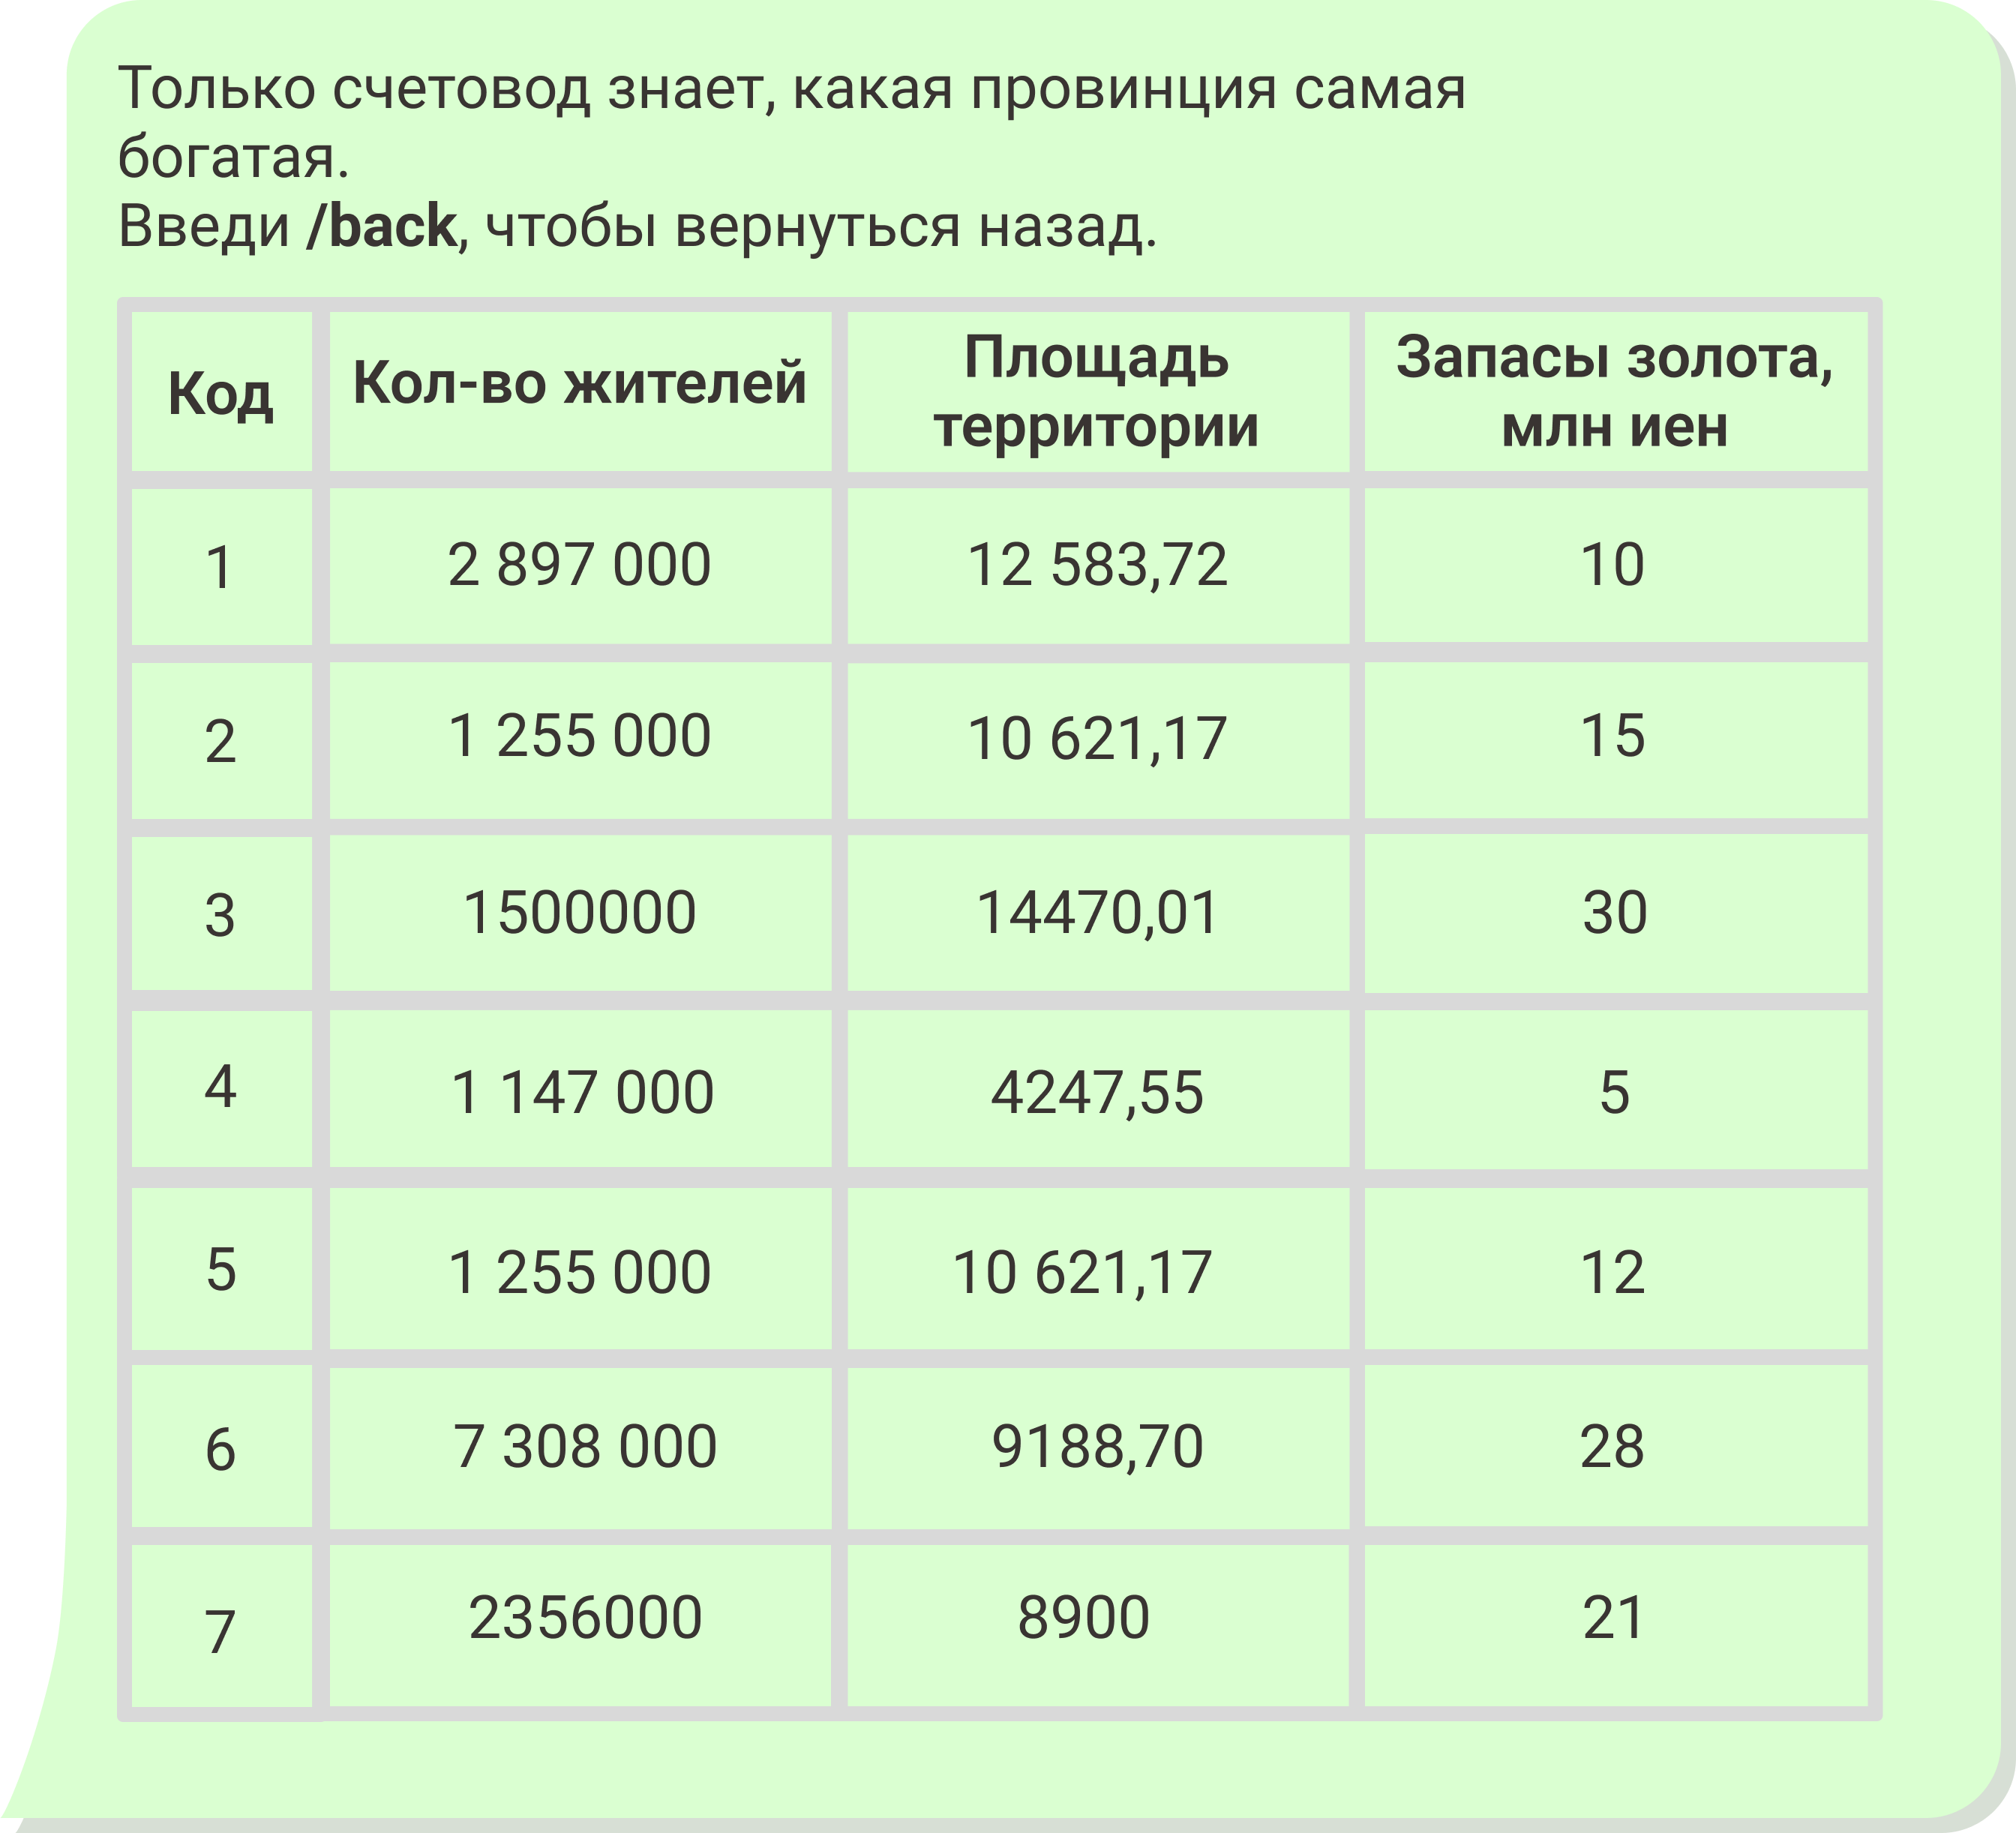 Только счетовод знает, какая провинция самая
богатая.
Введи /back, чтобы вернуться назад.
Код Кол-во жителей Площадь территории Запасы золота, млн иен
1 2 897 000 12 583,72 10
2 1 255 000 10 621,17 15
3 1500000 14470,01 30
4 1 147 000 4247,55 5
5 1 255 000 10 621,17 12
6 7 308 000 9188,70 28
7 2356000 8900 21